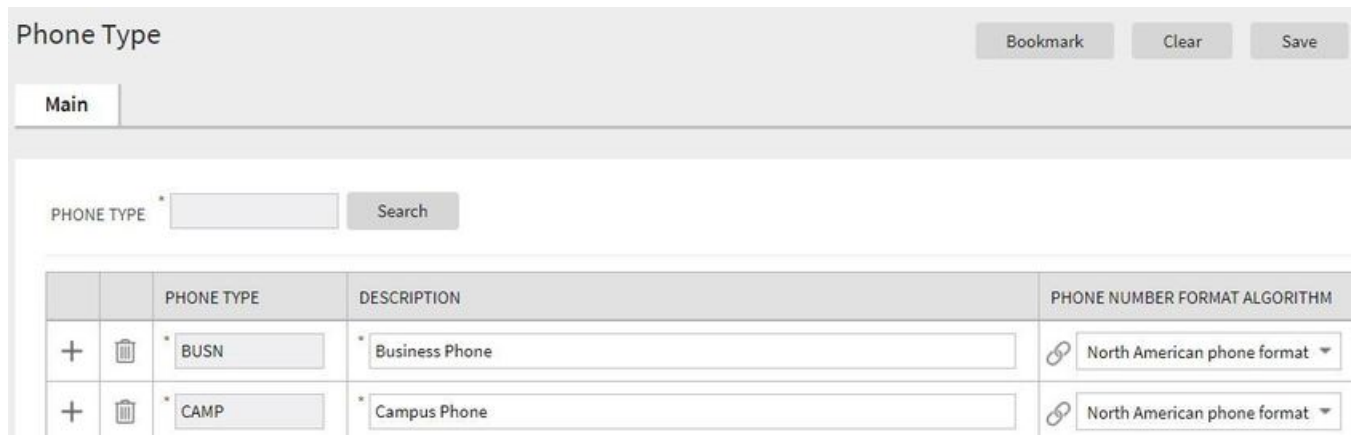 Phone Type
Bookmark Clear Save
Main
PHONE TYPE * Search
PHONE TYPE DESCRIPTION PHONE NUMBER FORMAT ALGORITHM
+ * BUSN * Business Phone North American phone format
+ * CAMP * Campus Phone North American phone format